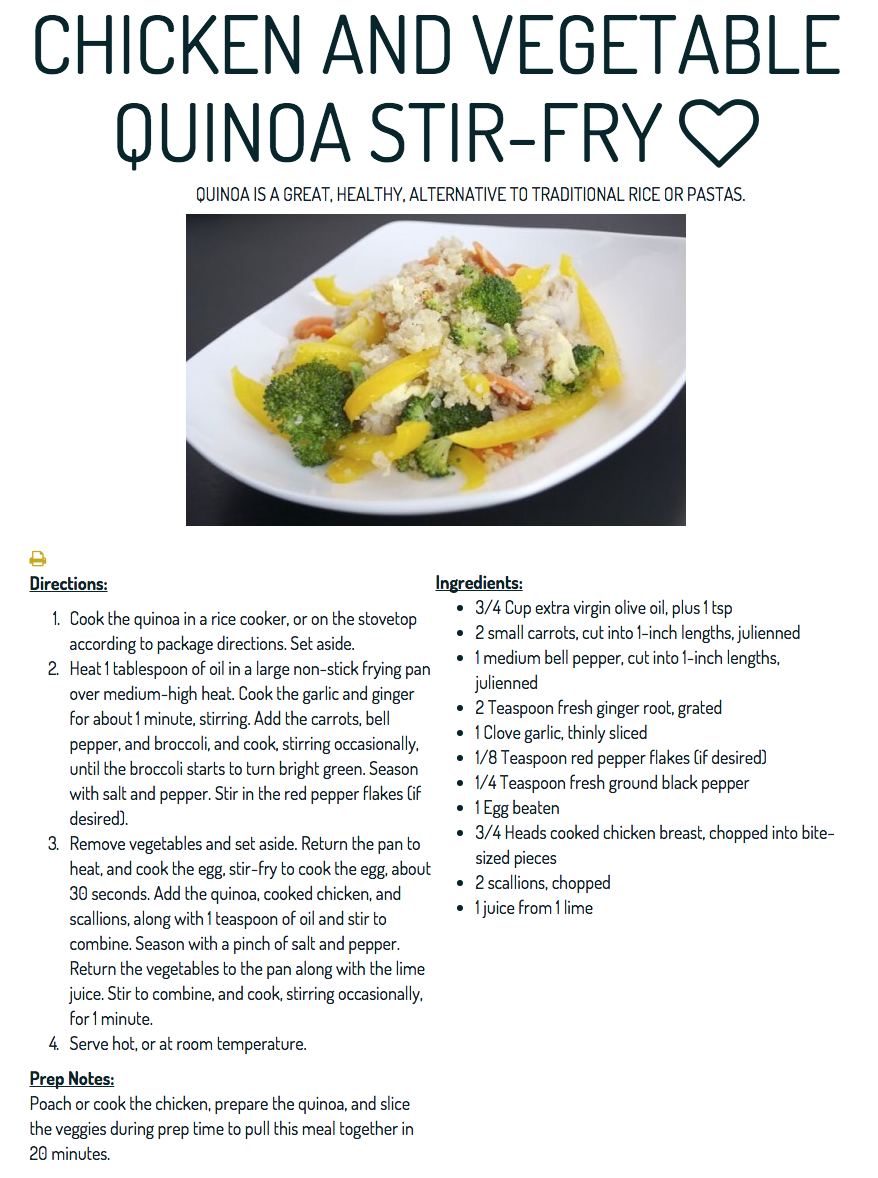 CHICKEN AND VEGETABLE
QUINOA STIR-FRY
QUINOA IS A GREAT, HEALTHY, ALTERNATIVE TO TRADITIONAL RICE OR PASTAS.
Directions:
1. Cook the quinoa in a rice cooker, or on the stovetop
according to package directions. Set aside.
2. Heat 1 tablespoon of oil in a large non-stick frying pan
over medium-high heat. Cook the garlic and ginger
for about 1 minute, stirring. Add the carrots, bell
pepper, and broccoli, and cook, stirring occasionally,
until the broccoli starts to turn bright green. Season
with salt and pepper. Stir in the red pepper flakes (if
desired).
3. Remove vegetables and set aside. Return the pan to
heat, and cook the egg, stir-fry to cook the egg, about
30 seconds. Add the quinoa, cooked chicken, and
scallions, along with 1 teaspoon of oil and stir to
combine. Season with a pinch of salt and pepper.
Return the vegetables to the pan along with the lime
juice. Stir to combine, and cook, stirring occasionally,
for 1 minute.
4. Serve hot, or at room temperature.
Prep Notes:
Poach or cook the chicken, prepare the quinoa, and slice
the veggies during prep time to pull this meal together in
20 minutes.
Ingredients:
• 3/4 Cup extra virgin olive oil, plus 1 tsp
• 2 small carrots, cut into 1-inch lengths, julienned
• 1 medium bell pepper, cut into 1-inch lengths,
julienned
• 2 Teaspoon fresh ginger root, grated
• 1 Clove garlic, thinly sliced
• 1/8 Teaspoon red pepper flakes (if desired)
• 1/4 Teaspoon fresh ground black pepper
• 1 Egg beaten
• 3/4 Heads cooked chicken breast, chopped into bite-
sized pieces
• 2 scallions, chopped
• 1 juice from 1 lime